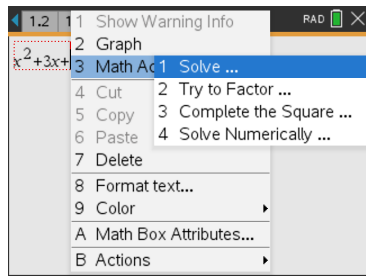 1.2 1 RAD
1 Show Warning Info
2 Graph
x²+3x+
3 Math Ac
1 Solve ...
2 Try to Factor ...
3 Complete the Square ...
4 Solve Numerically ...
4 Cut
5 Copy
6 Paste
7 Delete
8 Format text...
9 Color
A Math Box Attributes...
B Actions